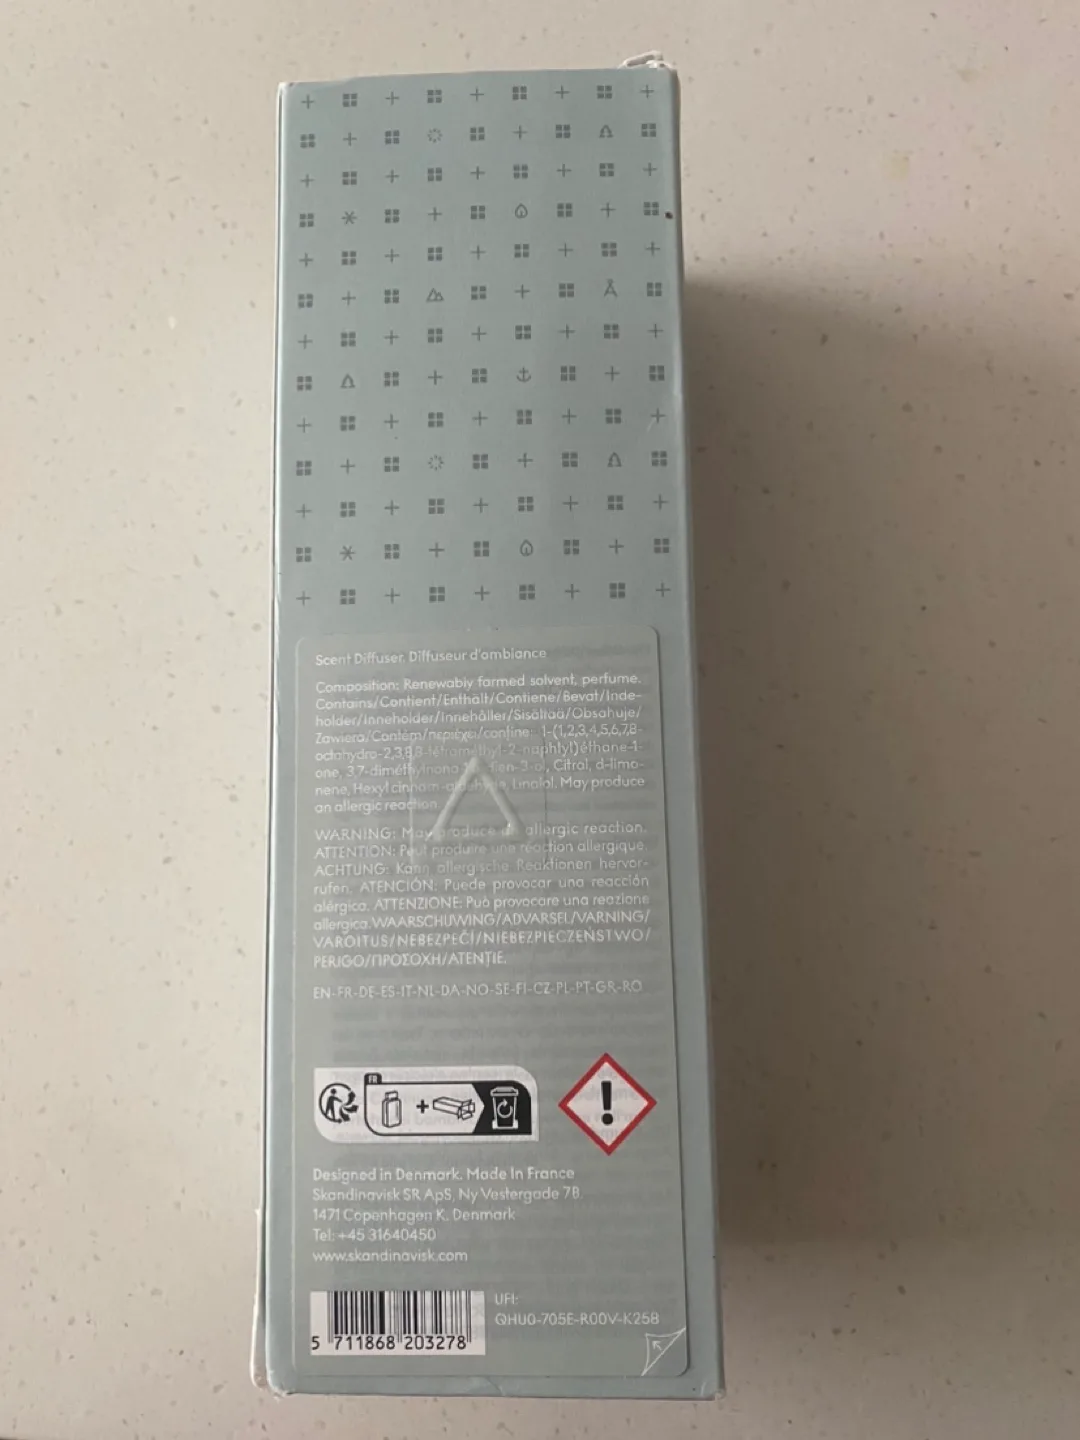 Scent Diffuser, Diffuseur d'ambiance
Composition: Renewably farmed solvent, perfume.
Contains/Contient/Enthält/Contiene/Bevat/Inde-
holder/Inneholder/Innehåller/Sisältää/Obsahuje/
Zawiera/Contém/περιέχει/conține: 1-(1,2,3,4,5,6,7,8-
octahydro-2,3,8,8-tétraméthyl-2-naphtyl)éthane-1-
one, 3,7-diméthylnona 3-ol, Citral, d-limo-
nene, Hexyl cinnam-aldehyde, Linalol. May produce
an allergic reaction.
WARNING: May produce an allergic reaction.
ATTENTION: Peut produire une réaction allergique.
ACHTUNG: Kann allergische Reaktionen hervor-
rufen. ATENCIÓN: Puede provocar una reacción
alérgica. ATTENZIONE: Può provocare una reazione
allergica. WAARSCHUWING/ADVARSEL/VARNING/
VAROITUS/NEBEZPEČÍ/NIEBEZPIECZEŃSTWO/
PERIGO/ΠΡΟΣΟΧΗ/ATENȚIE.
EN-FR-DE-ES-IT-NL-DA-NO-SE-FI-CZ-PL-PT-GR-RO
FR
+
Designed in Denmark. Made In France
Skandinavisk SR ApS, Ny Vestergade 7B,
1471 Copenhagen K, Denmark
Tel: +45 31640450
www.skandinavisk.com
UFI:
QHU0-705E-R00V-K258
5 711868 203278